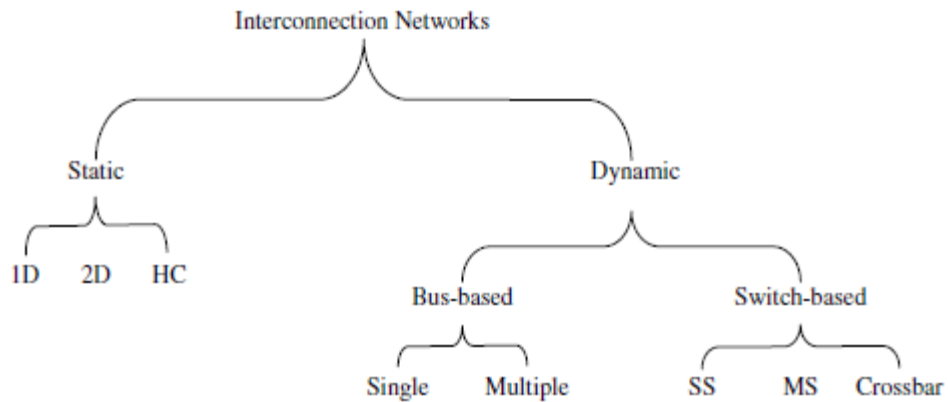 Interconnection Networks
Static Dynamic
1D 2D HC
Bus-based Switch-based
Single Multiple SS MS Crossbar